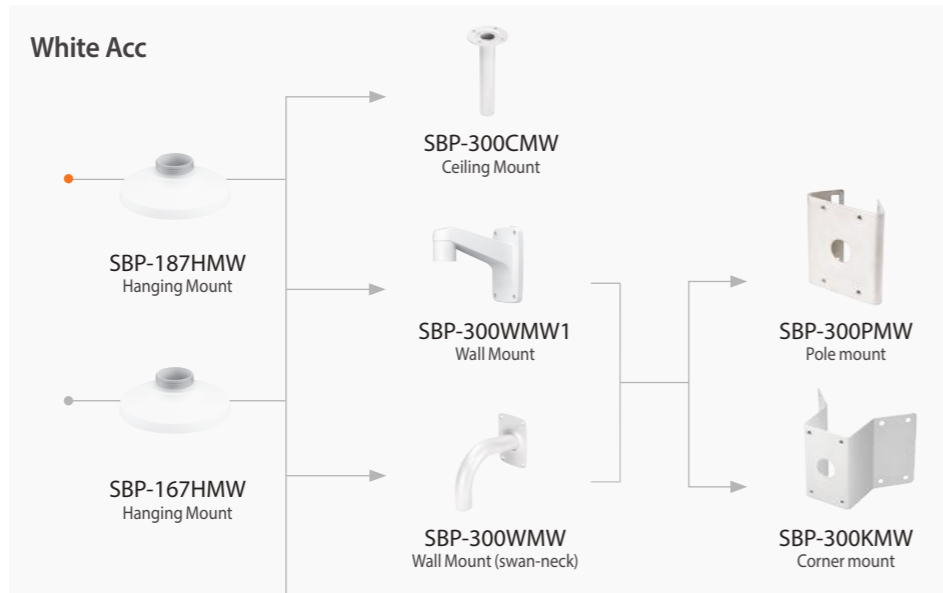 White Acc
SBP-300CMW
Ceiling Mount
SBP-187HMW
Hanging Mount
SBP-300WMW1
Wall Mount
SBP-300PMW
Pole mount
SBP-167HMW
Hanging Mount
SBP-300WMW
Wall Mount (swan-neck)
SBP-300KMW
Corner mount